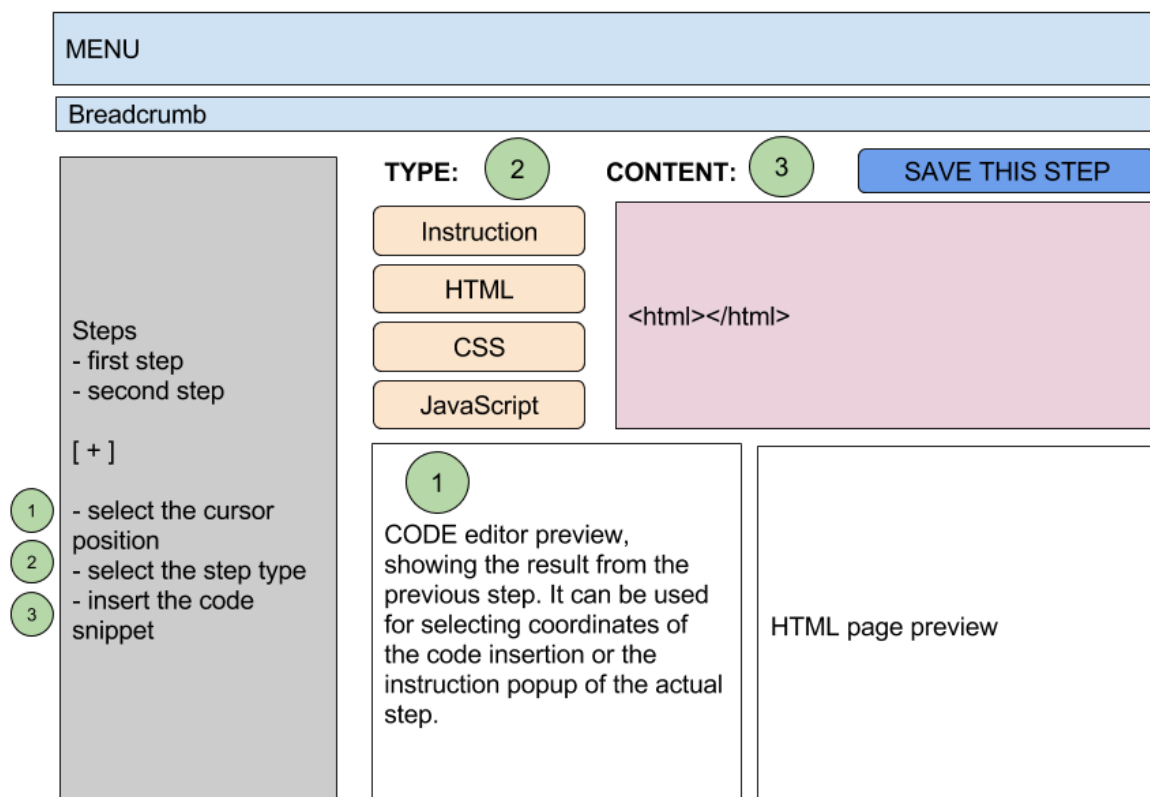 MENU
Breadcrumb
Steps
- first step
- second step
[ + ]
1
- select the cursor
position
2
- select the step type
3
- insert the code
snippet
TYPE: 2
Instruction
HTML
CSS
JavaScript
CONTENT: 3
SAVE THIS STEP
<html></html>
1
CODE editor preview,
showing the result from the
previous step. It can be used
for selecting coordinates of
the code insertion or the
instruction popup of the actual
step.
HTML page preview